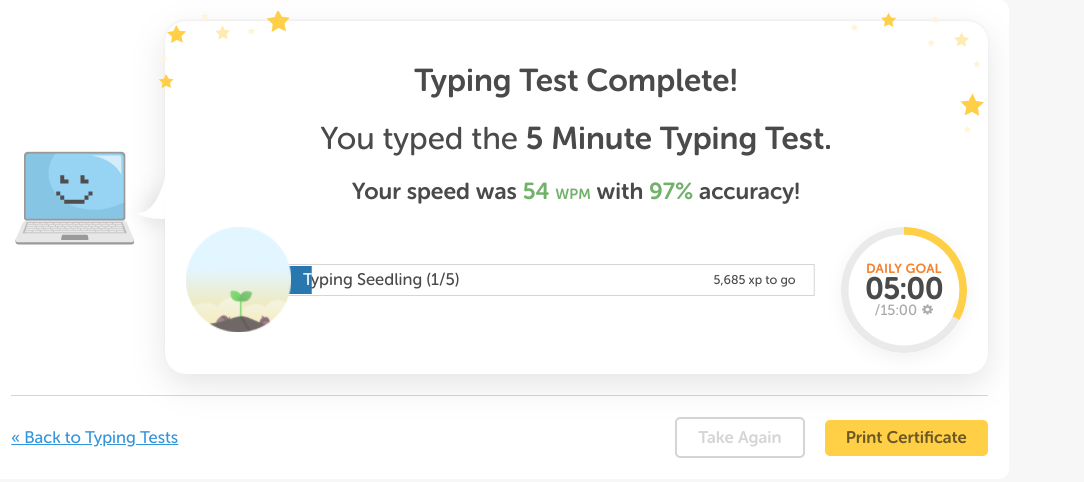 Typing Test Complete!
You typed the 5 Minute Typing Test.
Your speed was 54 WPM with 97% accuracy!
Typing Seedling (1/5)
5,685 xp to go
DAILY GOAL
05:00
/15:00
« Back to Typing Tests
Take Again
Print Certificate